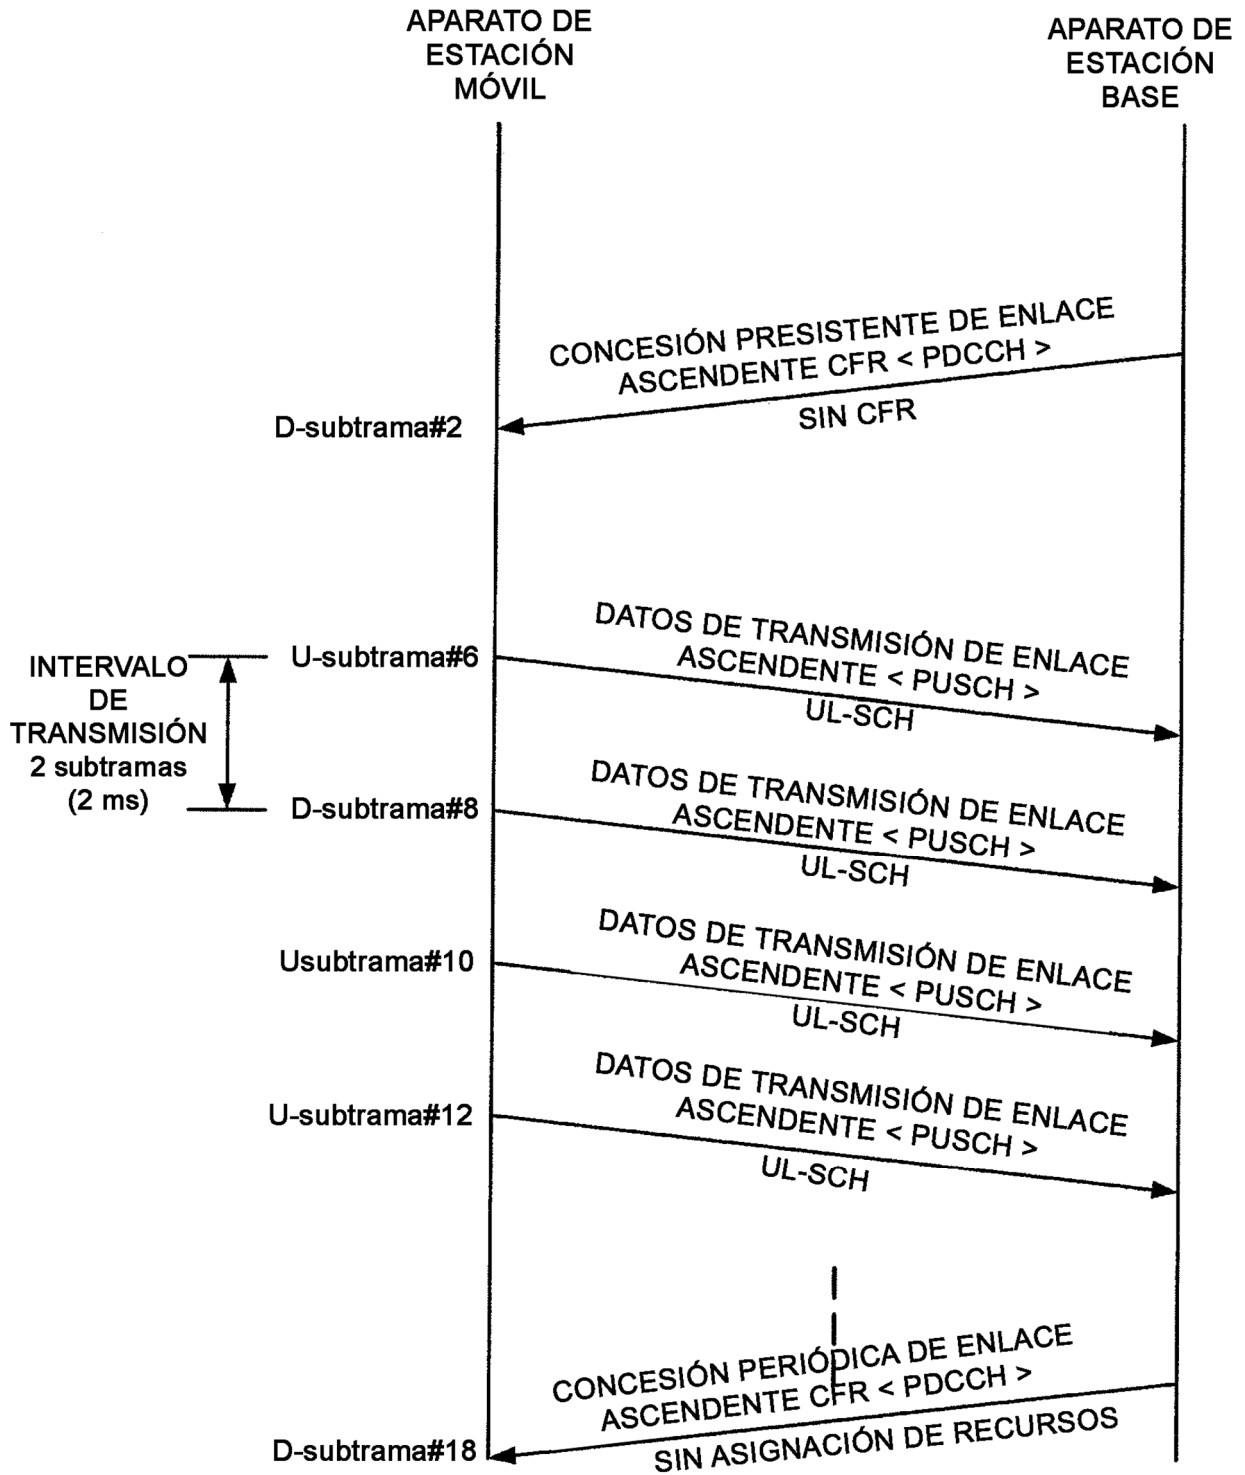 APARATO DE
ESTACIÓN
MÓVIL
APARATO DE
ESTACIÓN
BASE
CONCESIÓN PRESISTENTE DE ENLACE
ASCENDENTE CFR < PDCCH >
SIN CFR
D-subtrama#2
DATOS DE TRANSMISIÓN DE ENLACE
ASCENDENTE < PUSCH >
UL-SCH
U-subtrama#6
INTERVALO
DE
TRANSMISIÓN
2 subtramas
(2 ms)
DATOS DE TRANSMISIÓN DE ENLACE
ASCENDENTE < PUSCH >
UL-SCH
D-subtrama#8
DATOS DE TRANSMISIÓN DE ENLACE
ASCENDENTE < PUSCH >
UL-SCH
Usubtrama#10
DATOS DE TRANSMISIÓN DE ENLACE
ASCENDENTE < PUSCH >
UL-SCH
U-subtrama#12
CONCESIÓN PERIÓDICA DE ENLACE
ASCENDENTE CFR < PDCCH >
SIN ASIGNACIÓN DE RECURSOS
D-subtrama#18